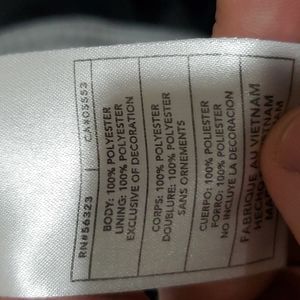 RN#56323 CA#05553
BODY: 100% POLYESTER
LINING: 100% POLYESTER
EXCLUSIVE OF DECORATION
CORPS: 100% POLYESTER
DOUBLURE: 100% POLYESTER
SANS ORNEMENTS
CUERPO: 100% POLIESTER
FORRO: 100% POLIESTER
NO INCLUYE LA DECORACION
FABRIQUE AU VIETNAM
HECHO EN VIETNAM